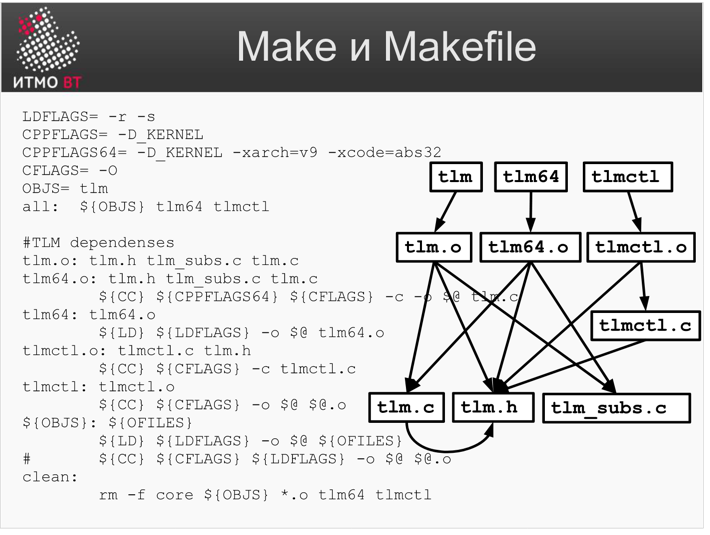 Make и Makefile
ИТМО ВТ
LDFLAGS= -r -s
CPPFLAGS= -D_KERNEL
CPPFLAGS64= -D_KERNEL -xarch=v9 -xcode=abs32
CFLAGS= -O
OBJS= tlm
all:  ${OBJS} tlm64 tlmctl
#TLM dependenses
tlm.o: tlm.h tlm_subs.c tlm.c
tlm64.o: tlm.h tlm_subs.c tlm.c
${CC} ${CPPFLAGS64} ${CFLAGS} -c -o $@ tlm.c
tlm64: tlm64.o
${LD} ${LDFLAGS} -o $@ tlm64.o
tlmctl.o: tlmctl.c tlm.h
${CC} ${CFLAGS} -c tlmctl.c
tlmctl: tlmctl.o
${CC} ${CFLAGS} -o $@ $@.o
${OBJS}: ${OFILES}
${LD} ${LDFLAGS} -o $@ ${OFILES}
#       ${CC} ${CFLAGS} ${LDFLAGS} -o $@ $@.o
clean:
rm -f core ${OBJS} *.o tlm64 tlmctl
tlm
tlm64
tlmctl
tlm.o
tlm64.o
tlmctl.o
tlmctl.c
tlm.c
tlm.h
tlm_subs.c